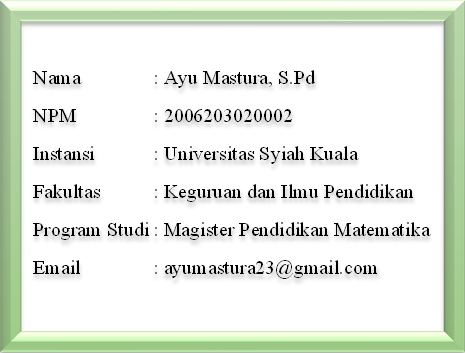 Nama : Ayu Mastura, S.Pd
NPM : 2006203020002
Instansi : Universitas Syiah Kuala
Fakultas : Keguruan dan Ilmu Pendidikan
Program Studi : Magister Pendidikan Matematika
Email : ayumastura23@gmail.com